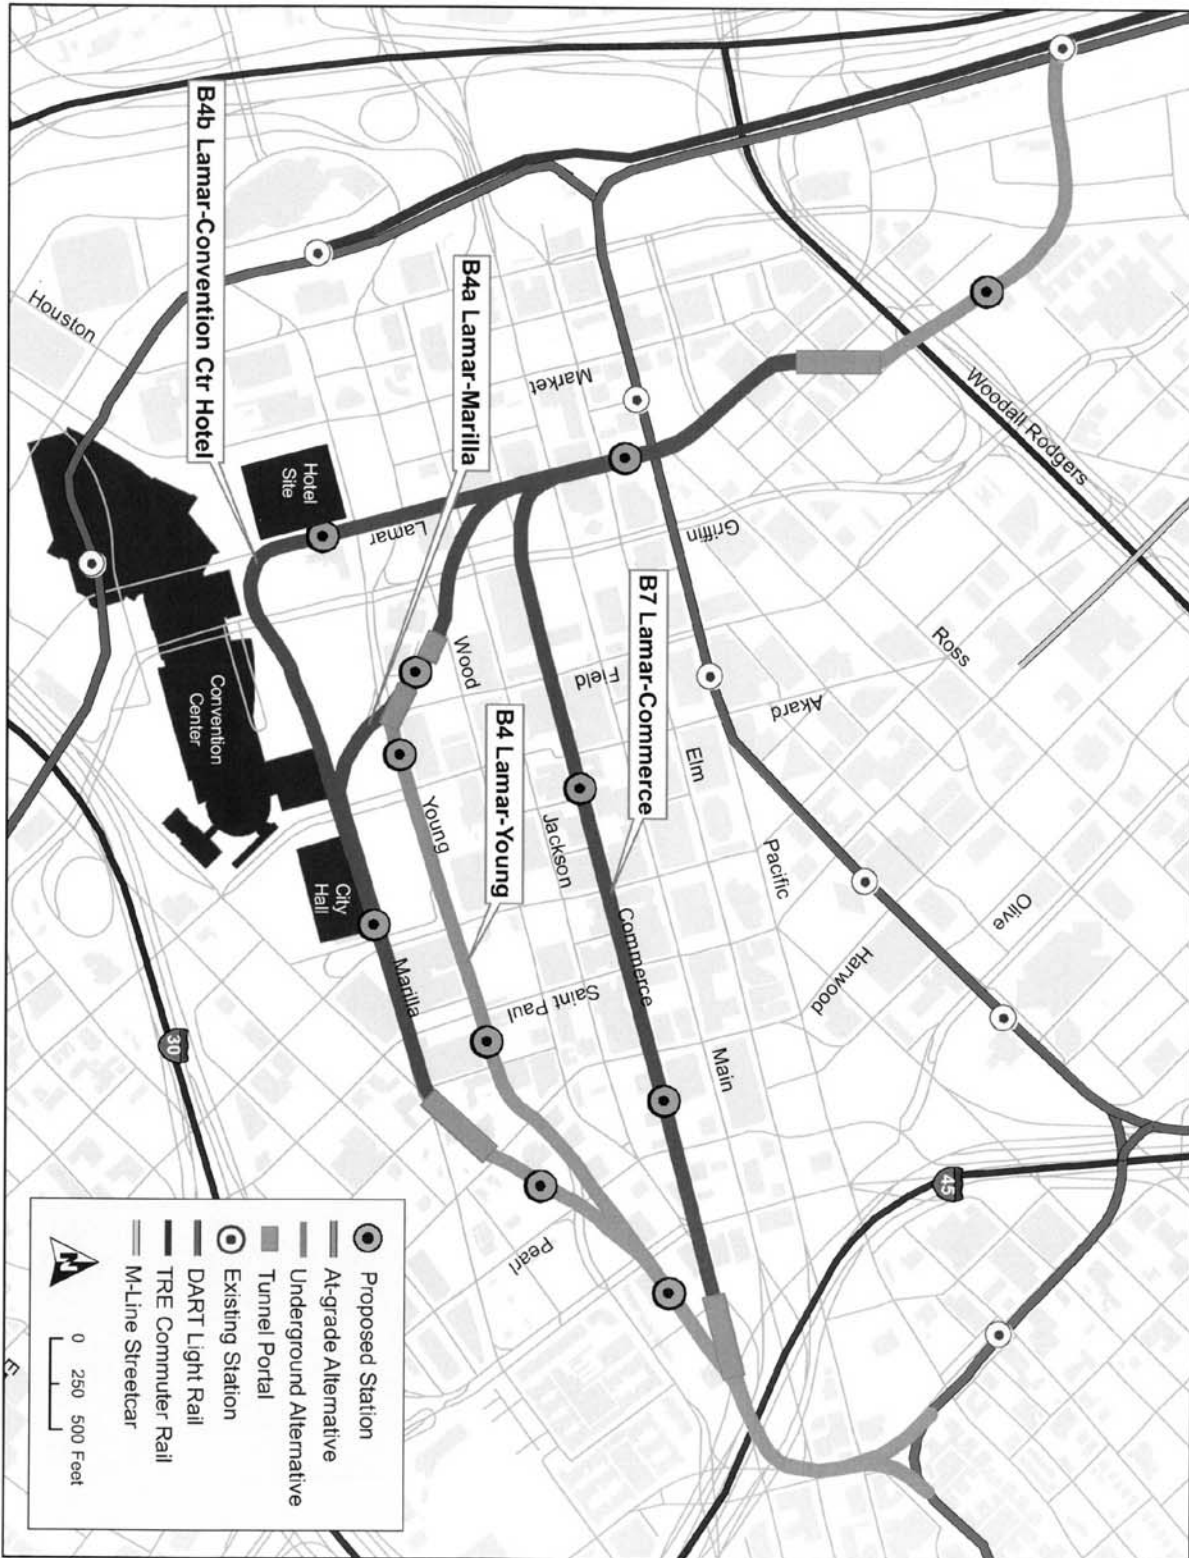 B4b Lamar-Convention Ctr Hotel
B4a Lamar-Marilla
B4 Lamar-Young
B7 Lamar-Commerce
Houston
Market
Woodall Rodgers
Hotel
Site
Lamar
Griffin
Wood
Field
Ross
Akard
Convention
Center
Elm
Young
Jackson
Pacific
Olive
City
Hall
Commerce
Harwood
Marilla
Saint Paul
Main
30
45
Pearl
Proposed Station
At-grade Alternative
Underground Alternative
Tunnel Portal
Existing Station
DART Light Rail
TRE Commuter Rail
M-Line Streetcar
N
0 250 500 Feet